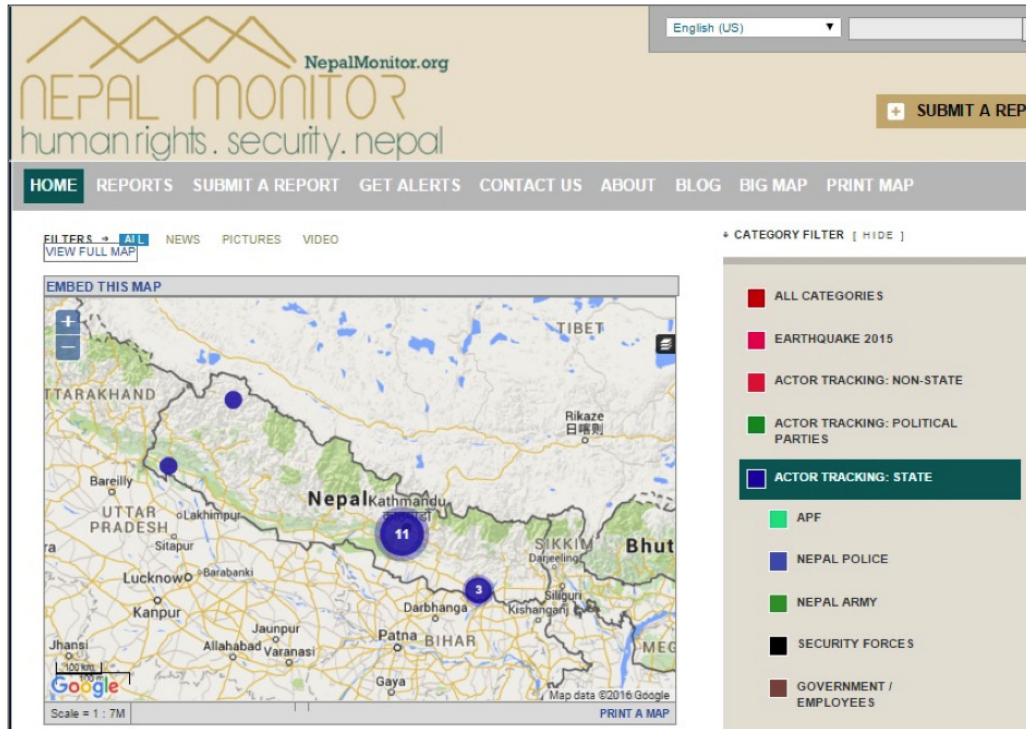 English (US)
NepalMonitor.org
NEPAL MONITOR
human rights. security. nepal
SUBMIT A REP
HOME REPORTS SUBMIT A REPORT GET ALERTS CONTACT US ABOUT BLOG BIG MAP PRINT MAP
FILTERS → ALL NEWS PICTURES VIDEO
VIEW FULL MAP
EMBED THIS MAP
+
−
TIBET
TTARAKHAND
Rikaze
日喀则
Bareilly
Nepal
Kathmandu
UTTAR
PRADESH
Lakhimpur
11
SIKKIM
Bhut
Darjeeling
Sitapur
ra
Lucknow
Barabanki
3
Siliguri
Kanpur
Darbhanga
Kishanganj
Jaunpur
Patna
BIHAR
Jhansi
Allahabad
Varanasi
MEG
100 km
Gaya
Google
Map data ©2016 Google
Scale = 1 : 7M
PRINT A MAP
CATEGORY FILTER [ HIDE ]
ALL CATEGORIES
EARTHQUAKE 2015
ACTOR TRACKING: NON-STATE
ACTOR TRACKING: POLITICAL
PARTIES
ACTOR TRACKING: STATE
APF
NEPAL POLICE
NEPAL ARMY
SECURITY FORCES
GOVERNMENT /
EMPLOYEES